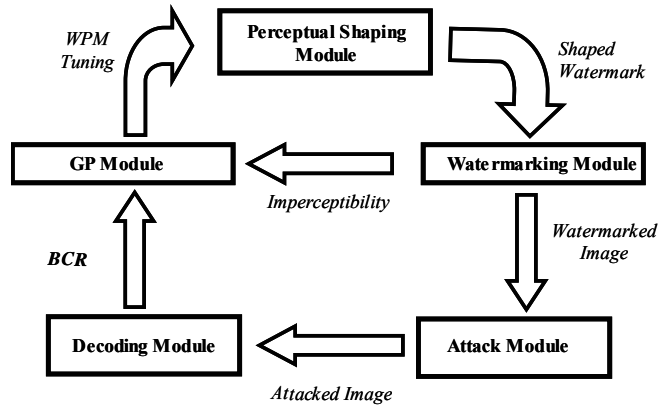 WPM
Tuning
Perceptual Shaping
Module
Shaped
Watermark
GP Module
Watermarking Module
Imperceptibility
BCR
Watermarked
Image
Decoding Module
Attack Module
Attacked Image